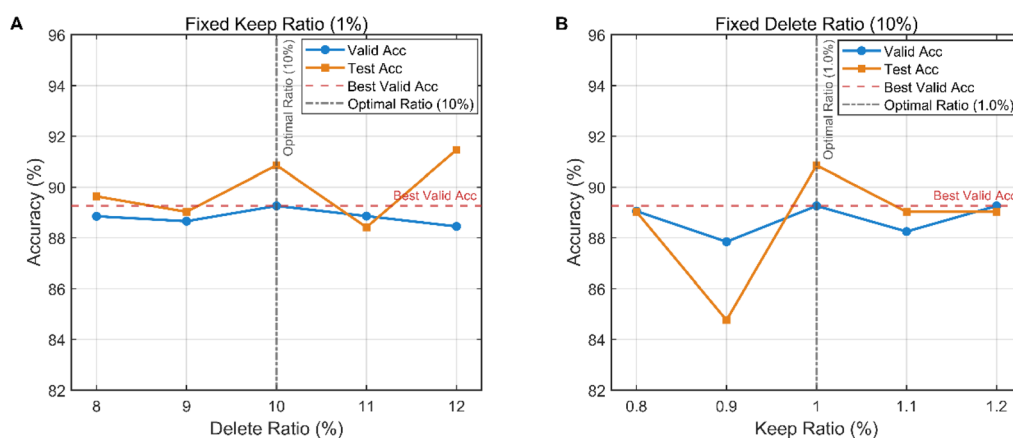 A
Fixed Keep Ratio (1%)
96
94
92
90
88
86
84
82
Accuracy (%)
8
9
10
11
12
Delete Ratio (%)
Valid Acc
Test Acc
Best Valid Acc
Optimal Ratio (10%)
Optimal Ratio (10%)
Best Valid Acc
B
Fixed Delete Ratio (10%)
96
94
92
90
88
86
84
82
Accuracy (%)
0.8
0.9
1
1.1
1.2
Keep Ratio (%)
Valid Acc
Test Acc
Best Valid Acc
Optimal Ratio (1.0%)
Optimal Ratio (1.0%)
Best Valid Acc